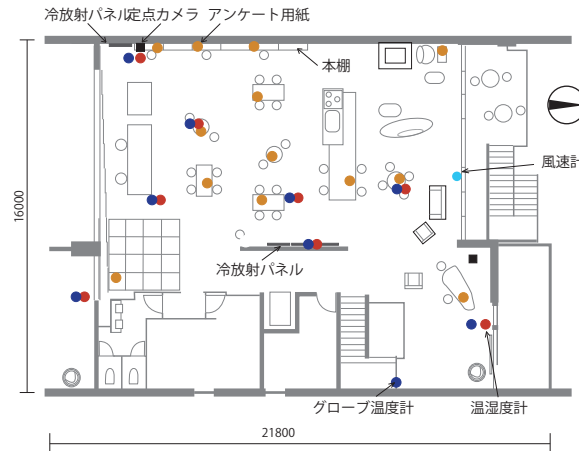 冷放射パネル
定点カメラ
アンケート用紙
本棚
風速計
16000
冷放射パネル
グローブ温度計
温湿度計
21800